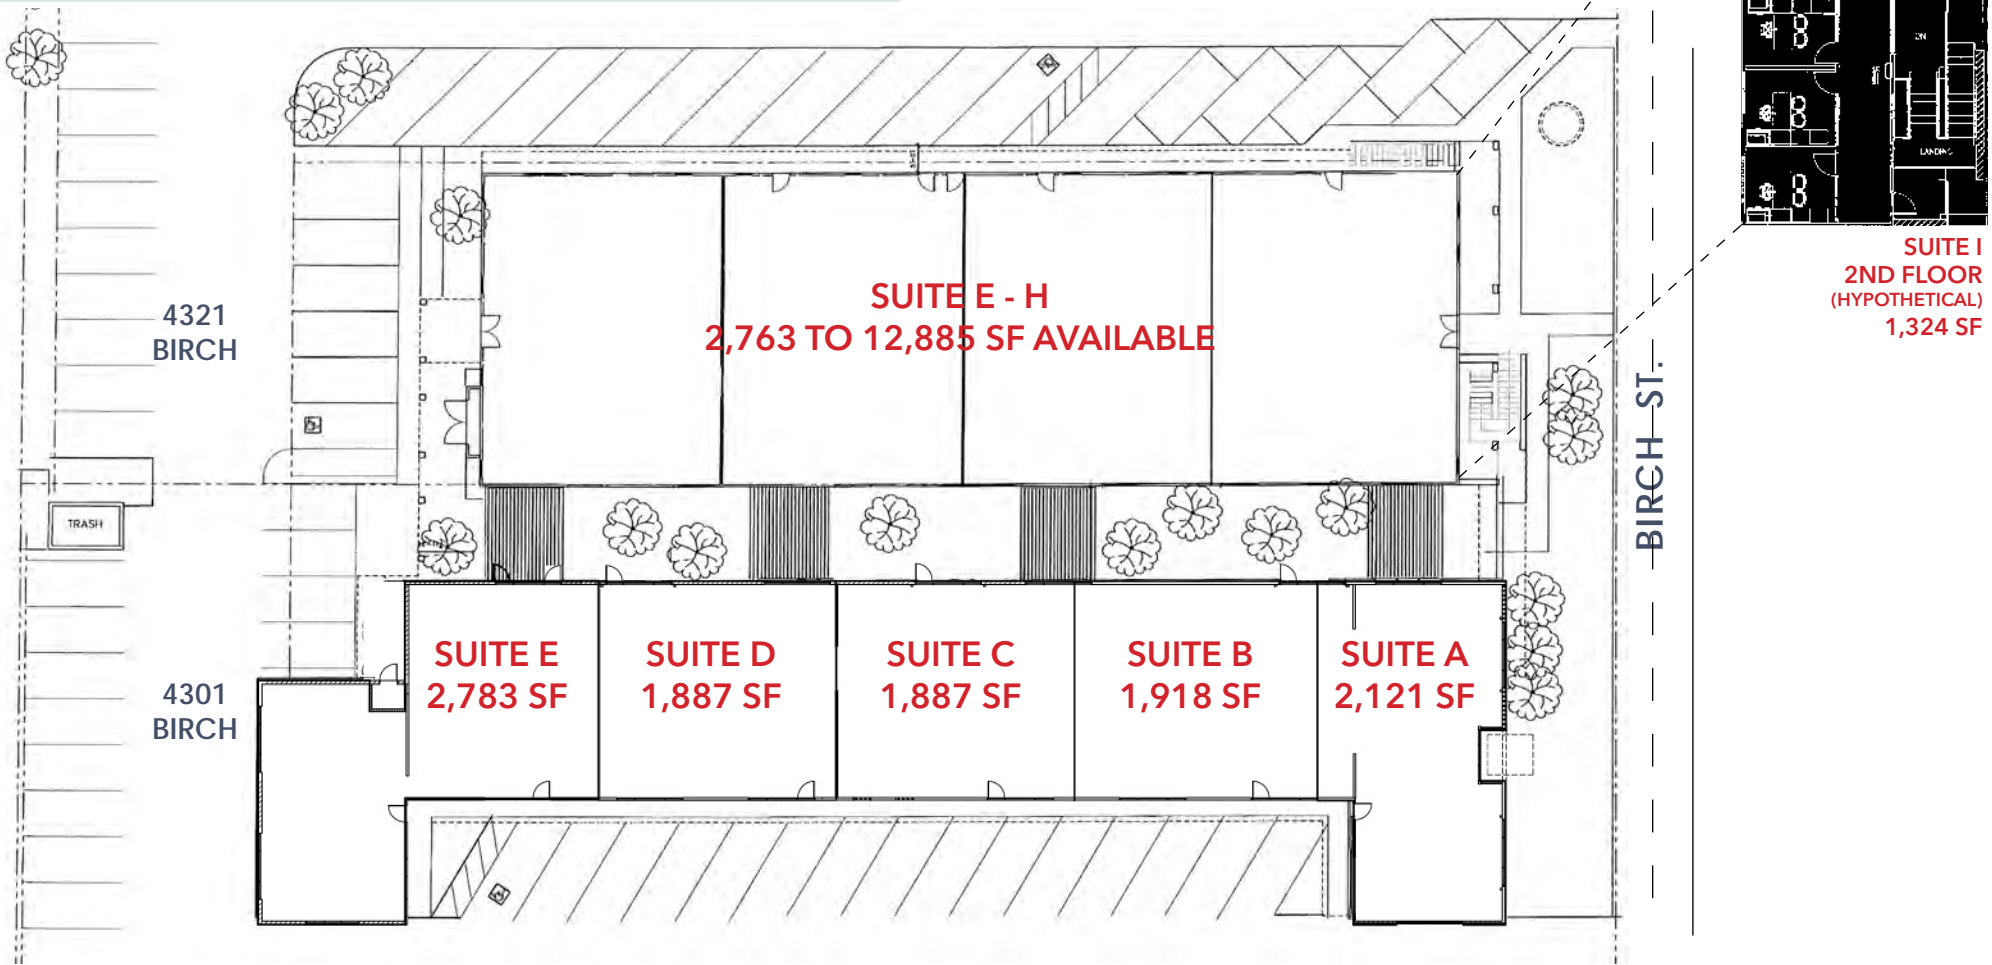 DN
LANDING
SUITE I
2ND FLOOR
(HYPOTHETICAL)
1,324 SF
4321
BIRCH
SUITE E - H
2,763 TO 12,885 SF AVAILABLE
BIRCH ST.
TRASH
SUITE E
2,783 SF
SUITE D
1,887 SF
SUITE C
1,887 SF
SUITE B
1,918 SF
SUITE A
2,121 SF
4301
BIRCH